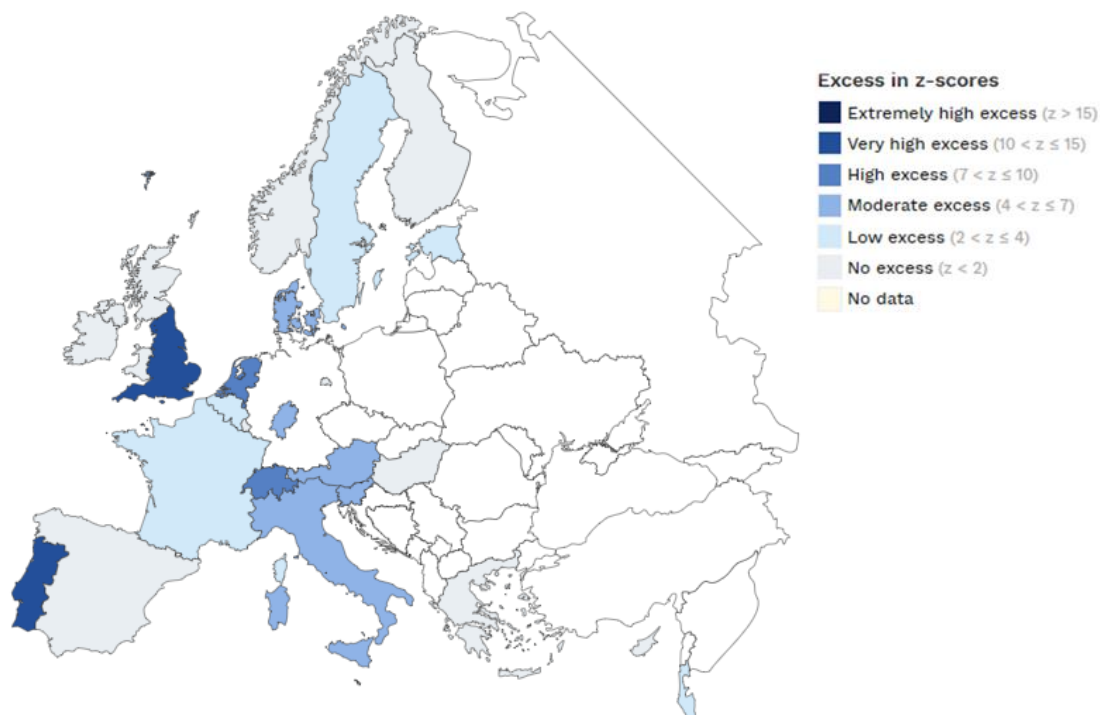 Excess in z-scores
Extremely high excess (z > 15)
Very high excess (10 < z ≤ 15)
High excess (7 < z ≤ 10)
Moderate excess (4 < z ≤ 7)
Low excess (2 < z ≤ 4)
No excess (z < 2)
No data